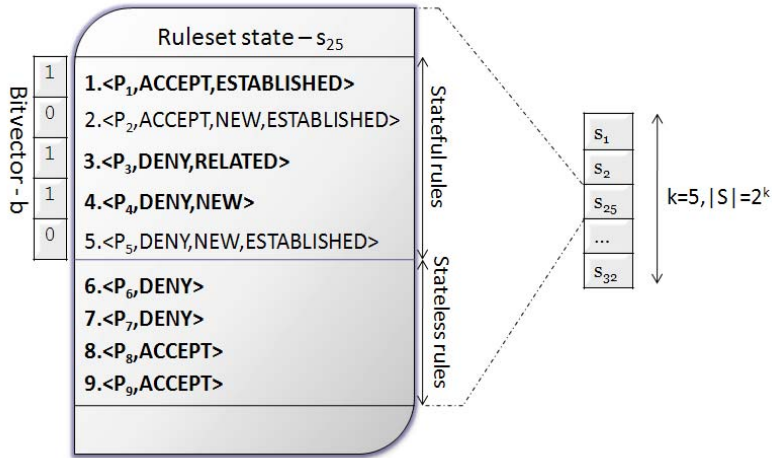 Ruleset state – s25
Bitvector - b
1
0
1
1
0
1.<P1,ACCEPT,ESTABLISHED>
2.<P2,ACCEPT,NEW,ESTABLISHED>
3.<P3,DENY,RELATED>
4.<P4,DENY,NEW>
5.<P5,DENY,NEW,ESTABLISHED>
6.<P6,DENY>
7.<P7,DENY>
8.<P8,ACCEPT>
9.<P9,ACCEPT>
Stateful rules
Stateless rules
s1
s2
s25
...
s32
k=5,|S|=2^k